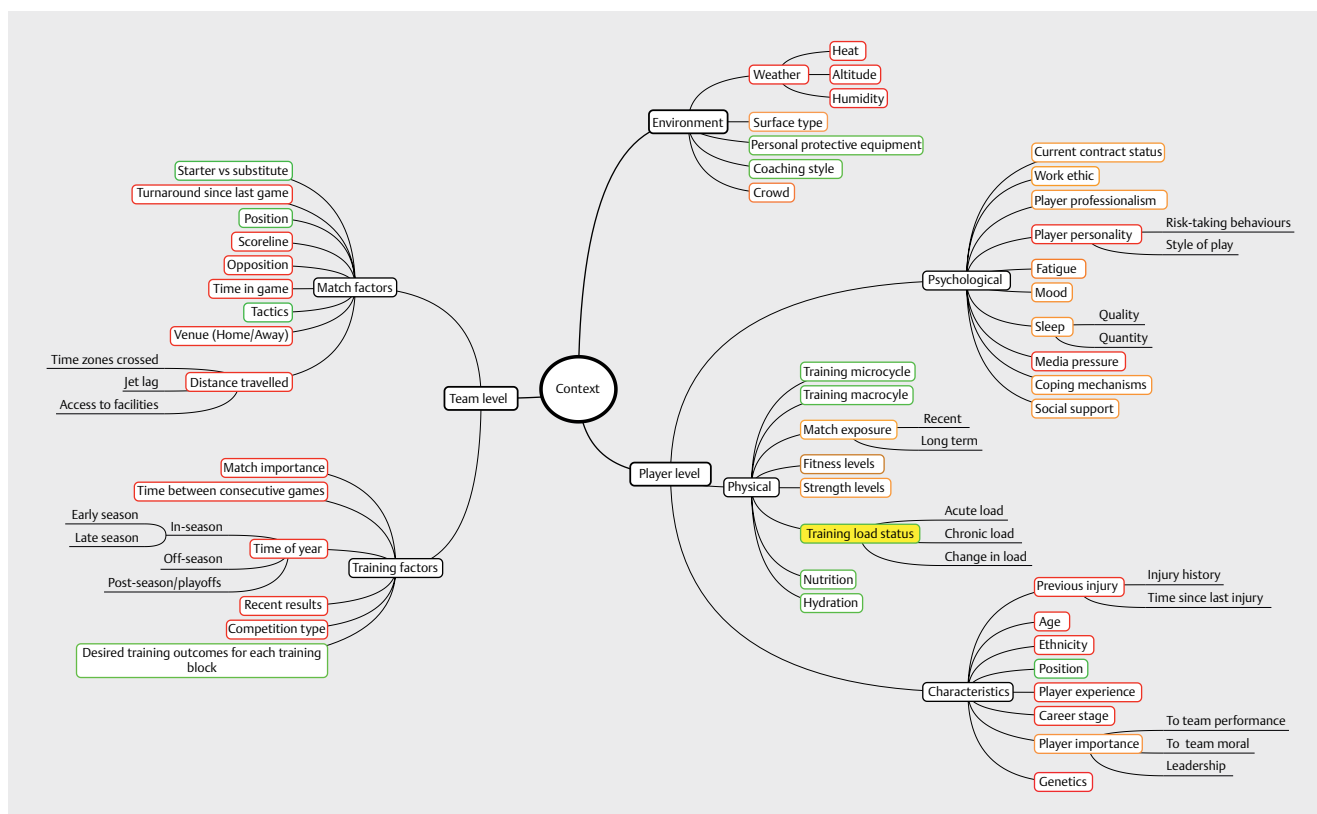 Context
Environment
Weather
Heat
Altitude
Humidity
Surface type
Personal protective equipment
Coaching style
Crowd
Team level
Match factors
Starter vs substitute
Turnaround since last game
Position
Scoreline
Opposition
Time in game
Tactics
Venue (Home/Away)
Distance travelled
Time zones crossed
Jet lag
Access to facilities
Training factors
Match importance
Time between consecutive games
Time of year
In-season
Early season
Late season
Off-season
Post-season/playoffs
Recent results
Competition type
Desired training outcomes for each training
block
Player level
Psychological
Current contract status
Work ethic
Player professionalism
Player personality
Risk-taking behaviours
Style of play
Fatigue
Mood
Sleep
Quality
Quantity
Media pressure
Coping mechanisms
Social support
Physical
Training microcycle
Training macrocyle
Match exposure
Recent
Long term
Fitness levels
Strength levels
Training load status
Acute load
Chronic load
Change in load
Nutrition
Hydration
Characteristics
Previous injury
Injury history
Time since last injury
Age
Ethnicity
Position
Player experience
Career stage
Player importance
To team performance
To team moral
Leadership
Genetics